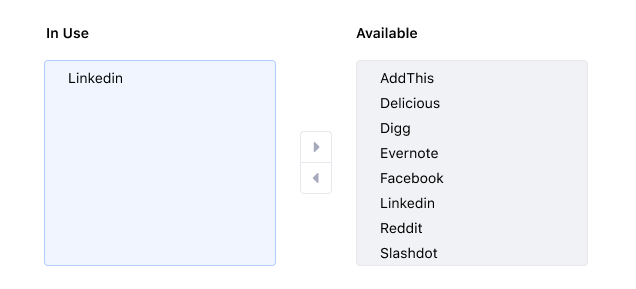 In Use
Linkedin
Available
AddThis
Delicious
Digg
Evernote
Facebook
Linkedin
Reddit
Slashdot